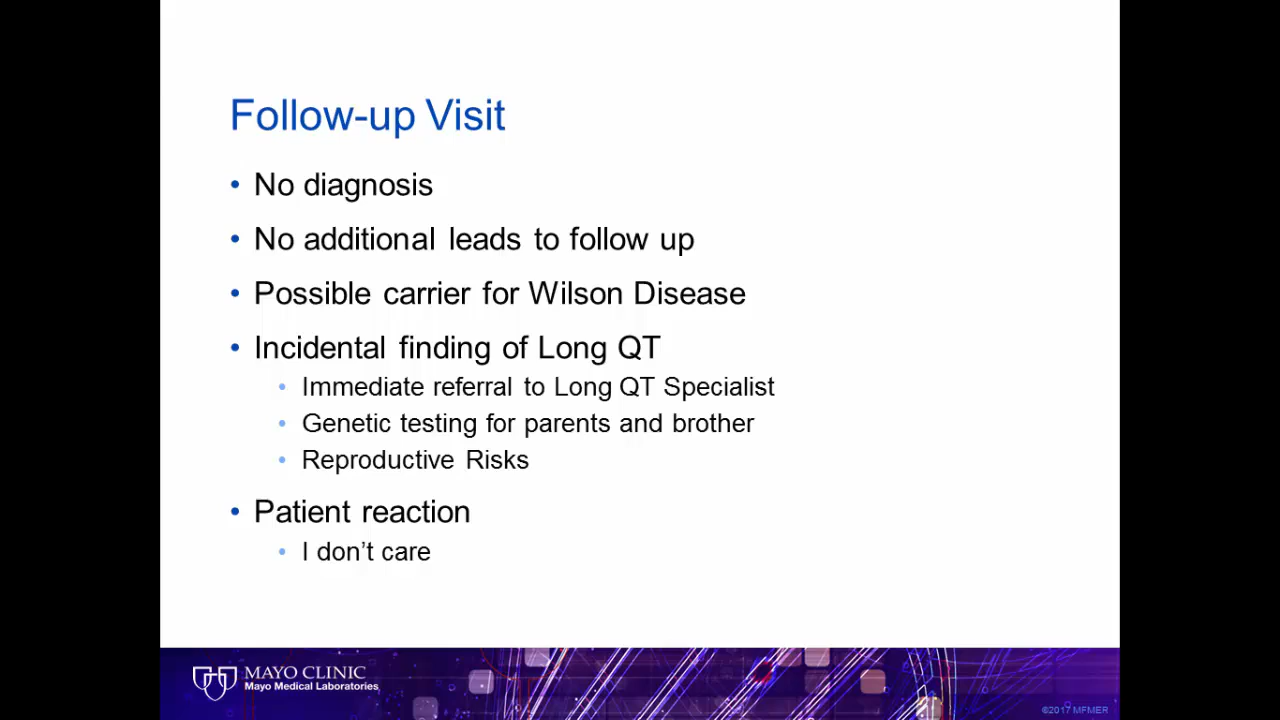 Follow-up Visit
• No diagnosis
• No additional leads to follow up
• Possible carrier for Wilson Disease
• Incidental finding of Long QT
• Immediate referral to Long QT Specialist
• Genetic testing for parents and brother
• Reproductive Risks
• Patient reaction
• I don’t care
MAYO CLINIC
Mayo Medical Laboratories
©2017 MFMER